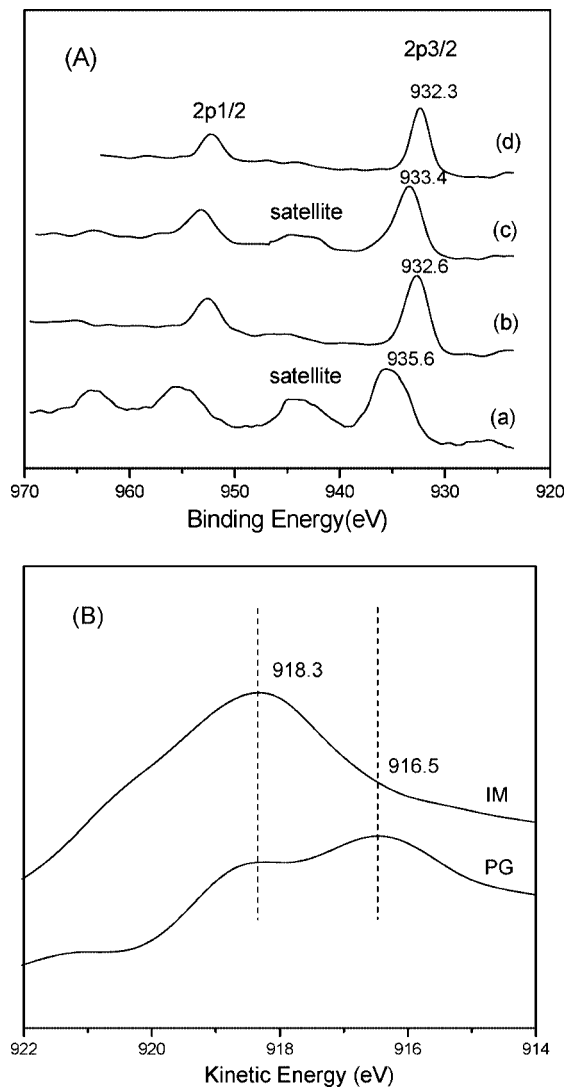 (A)
2p3/2
932.3
2p1/2
(d)
933.4
satellite
(c)
932.6
(b)
935.6
satellite
(a)
970 960 950 940 930 920
Binding Energy(eV)
(B)
918.3
916.5
IM
PG
922 920 918 916 914
Kinetic Energy (eV)